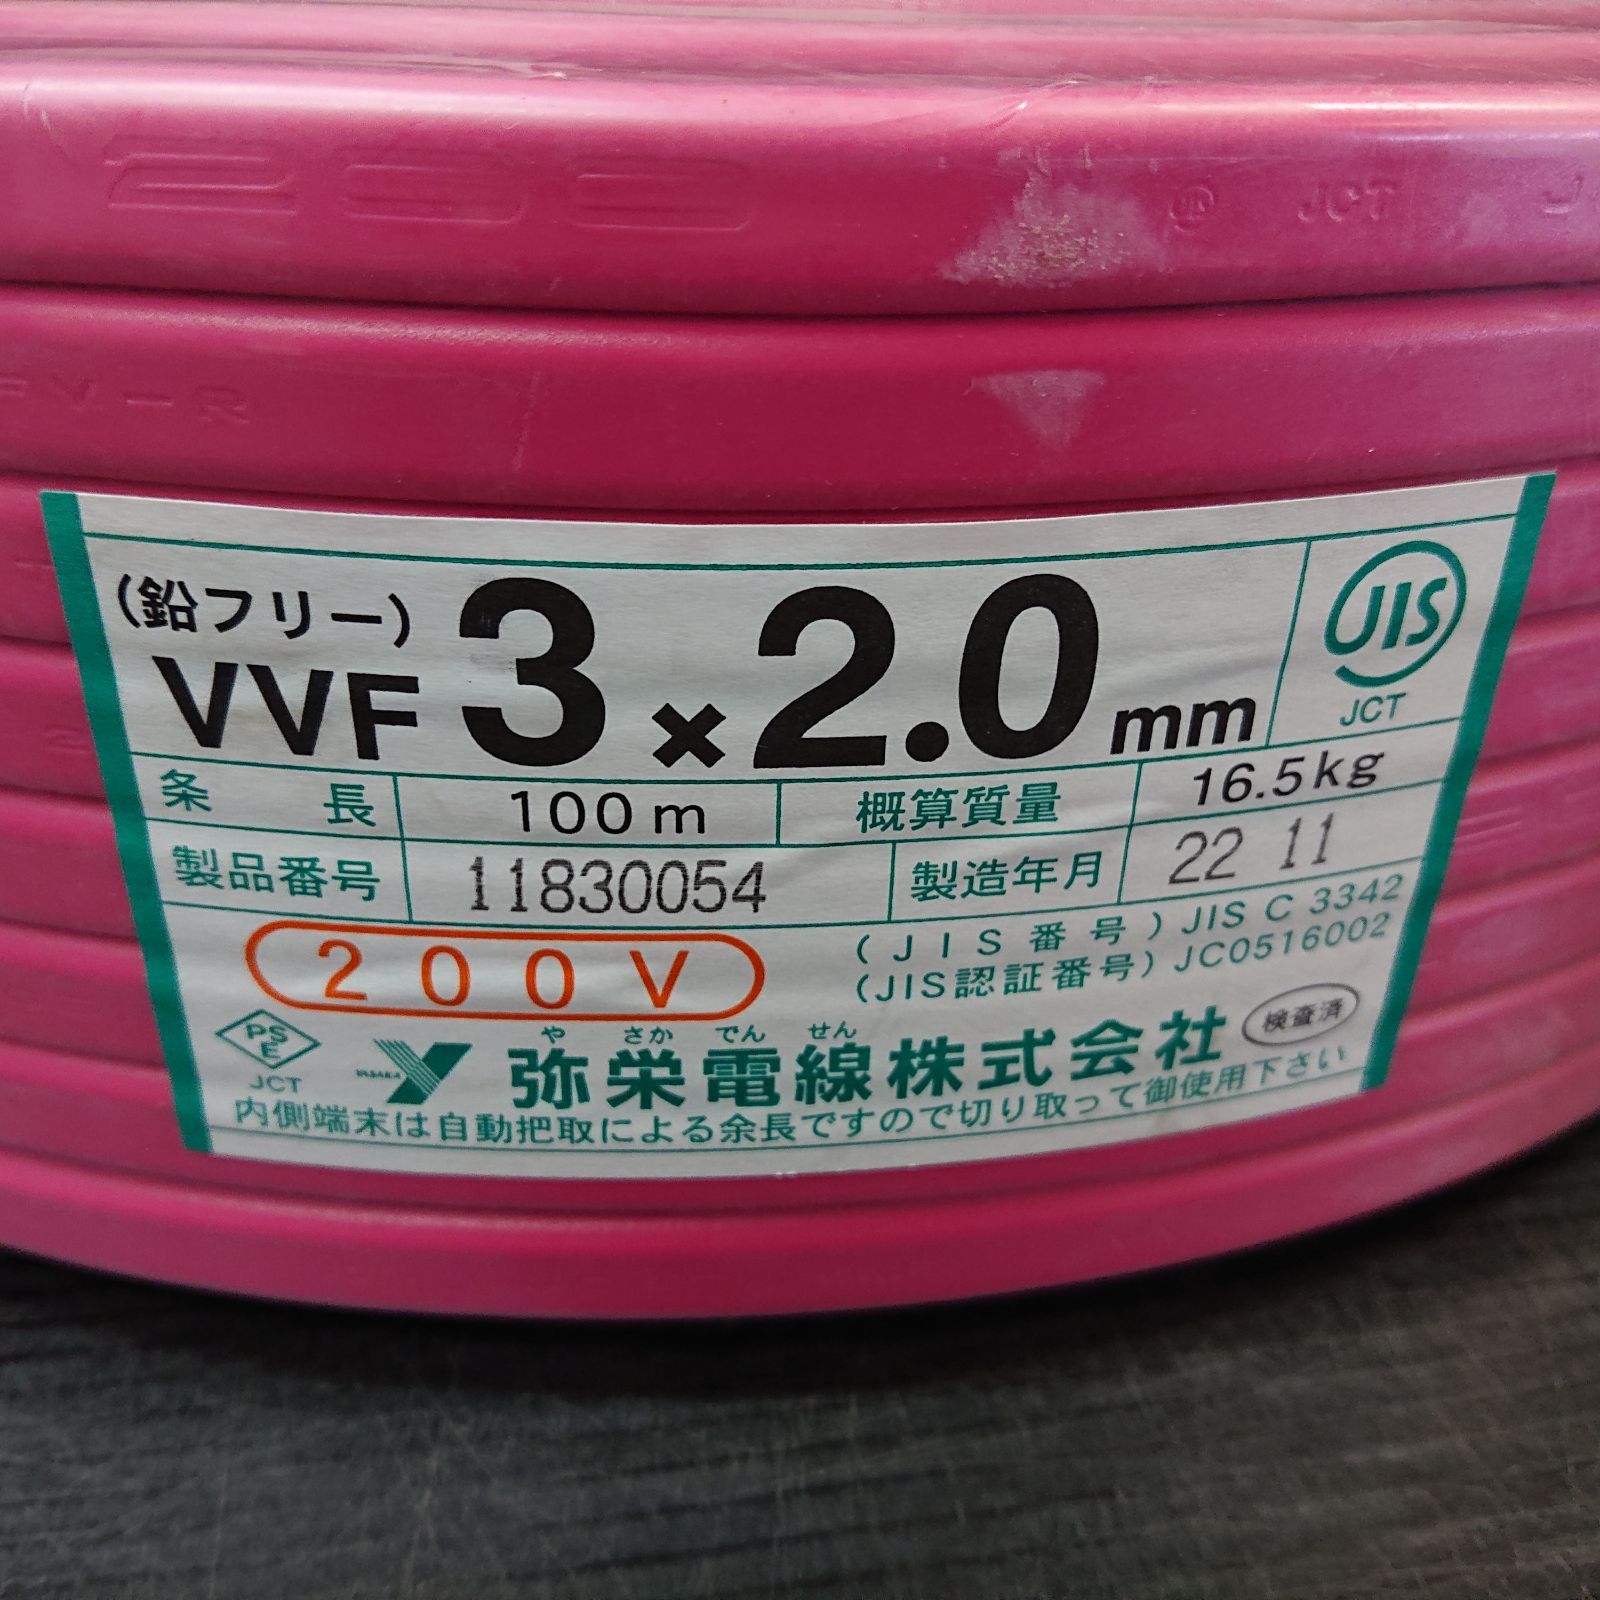 200 JCT
FV-R
(鉛フリー)
VVF 3×2.0mm
JIS
JCT
条長 100m 概算質量 16.5kg
製品番号 11830054 製造年月 22 11
200V
(JIS番号) JIS C 3342
(JIS認証番号) JC0516002
PSE
JCT
YASAKA
や さか でん せん
弥栄電線株式会社 検査済
内側端末は自動把取による余長ですので切り取って御使用下さい